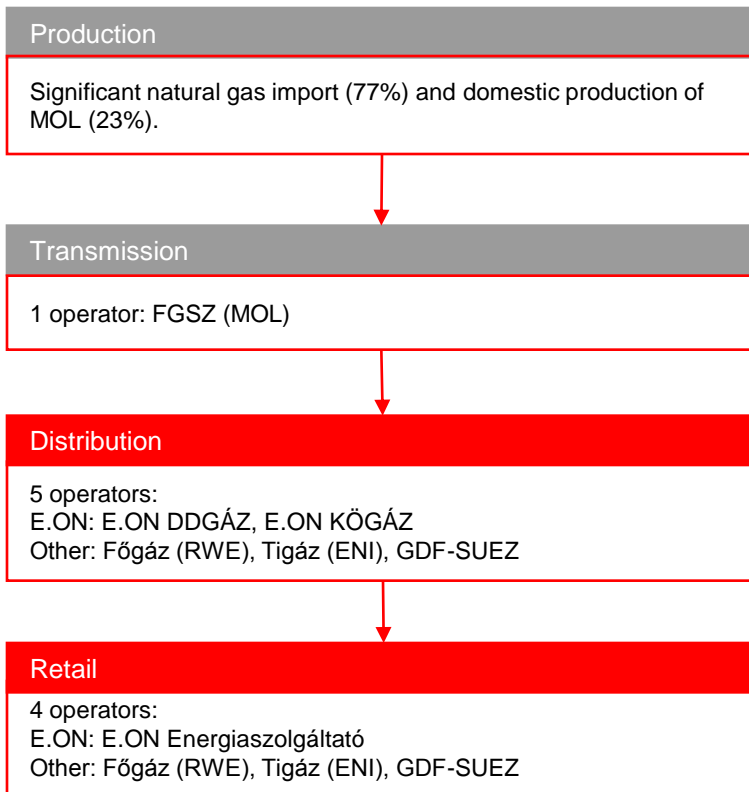 Production
Significant natural gas import (77%) and domestic production of
MOL (23%).
Transmission
1 operator: FGSZ (MOL)
Distribution
5 operators:
E.ON: E.ON DDGÁZ, E.ON KÖGÁZ
Other: Főgáz (RWE), Tigáz (ENI), GDF-SUEZ
Retail
4 operators:
E.ON: E.ON Energiaszolgáltató
Other: Főgáz (RWE), Tigáz (ENI), GDF-SUEZ